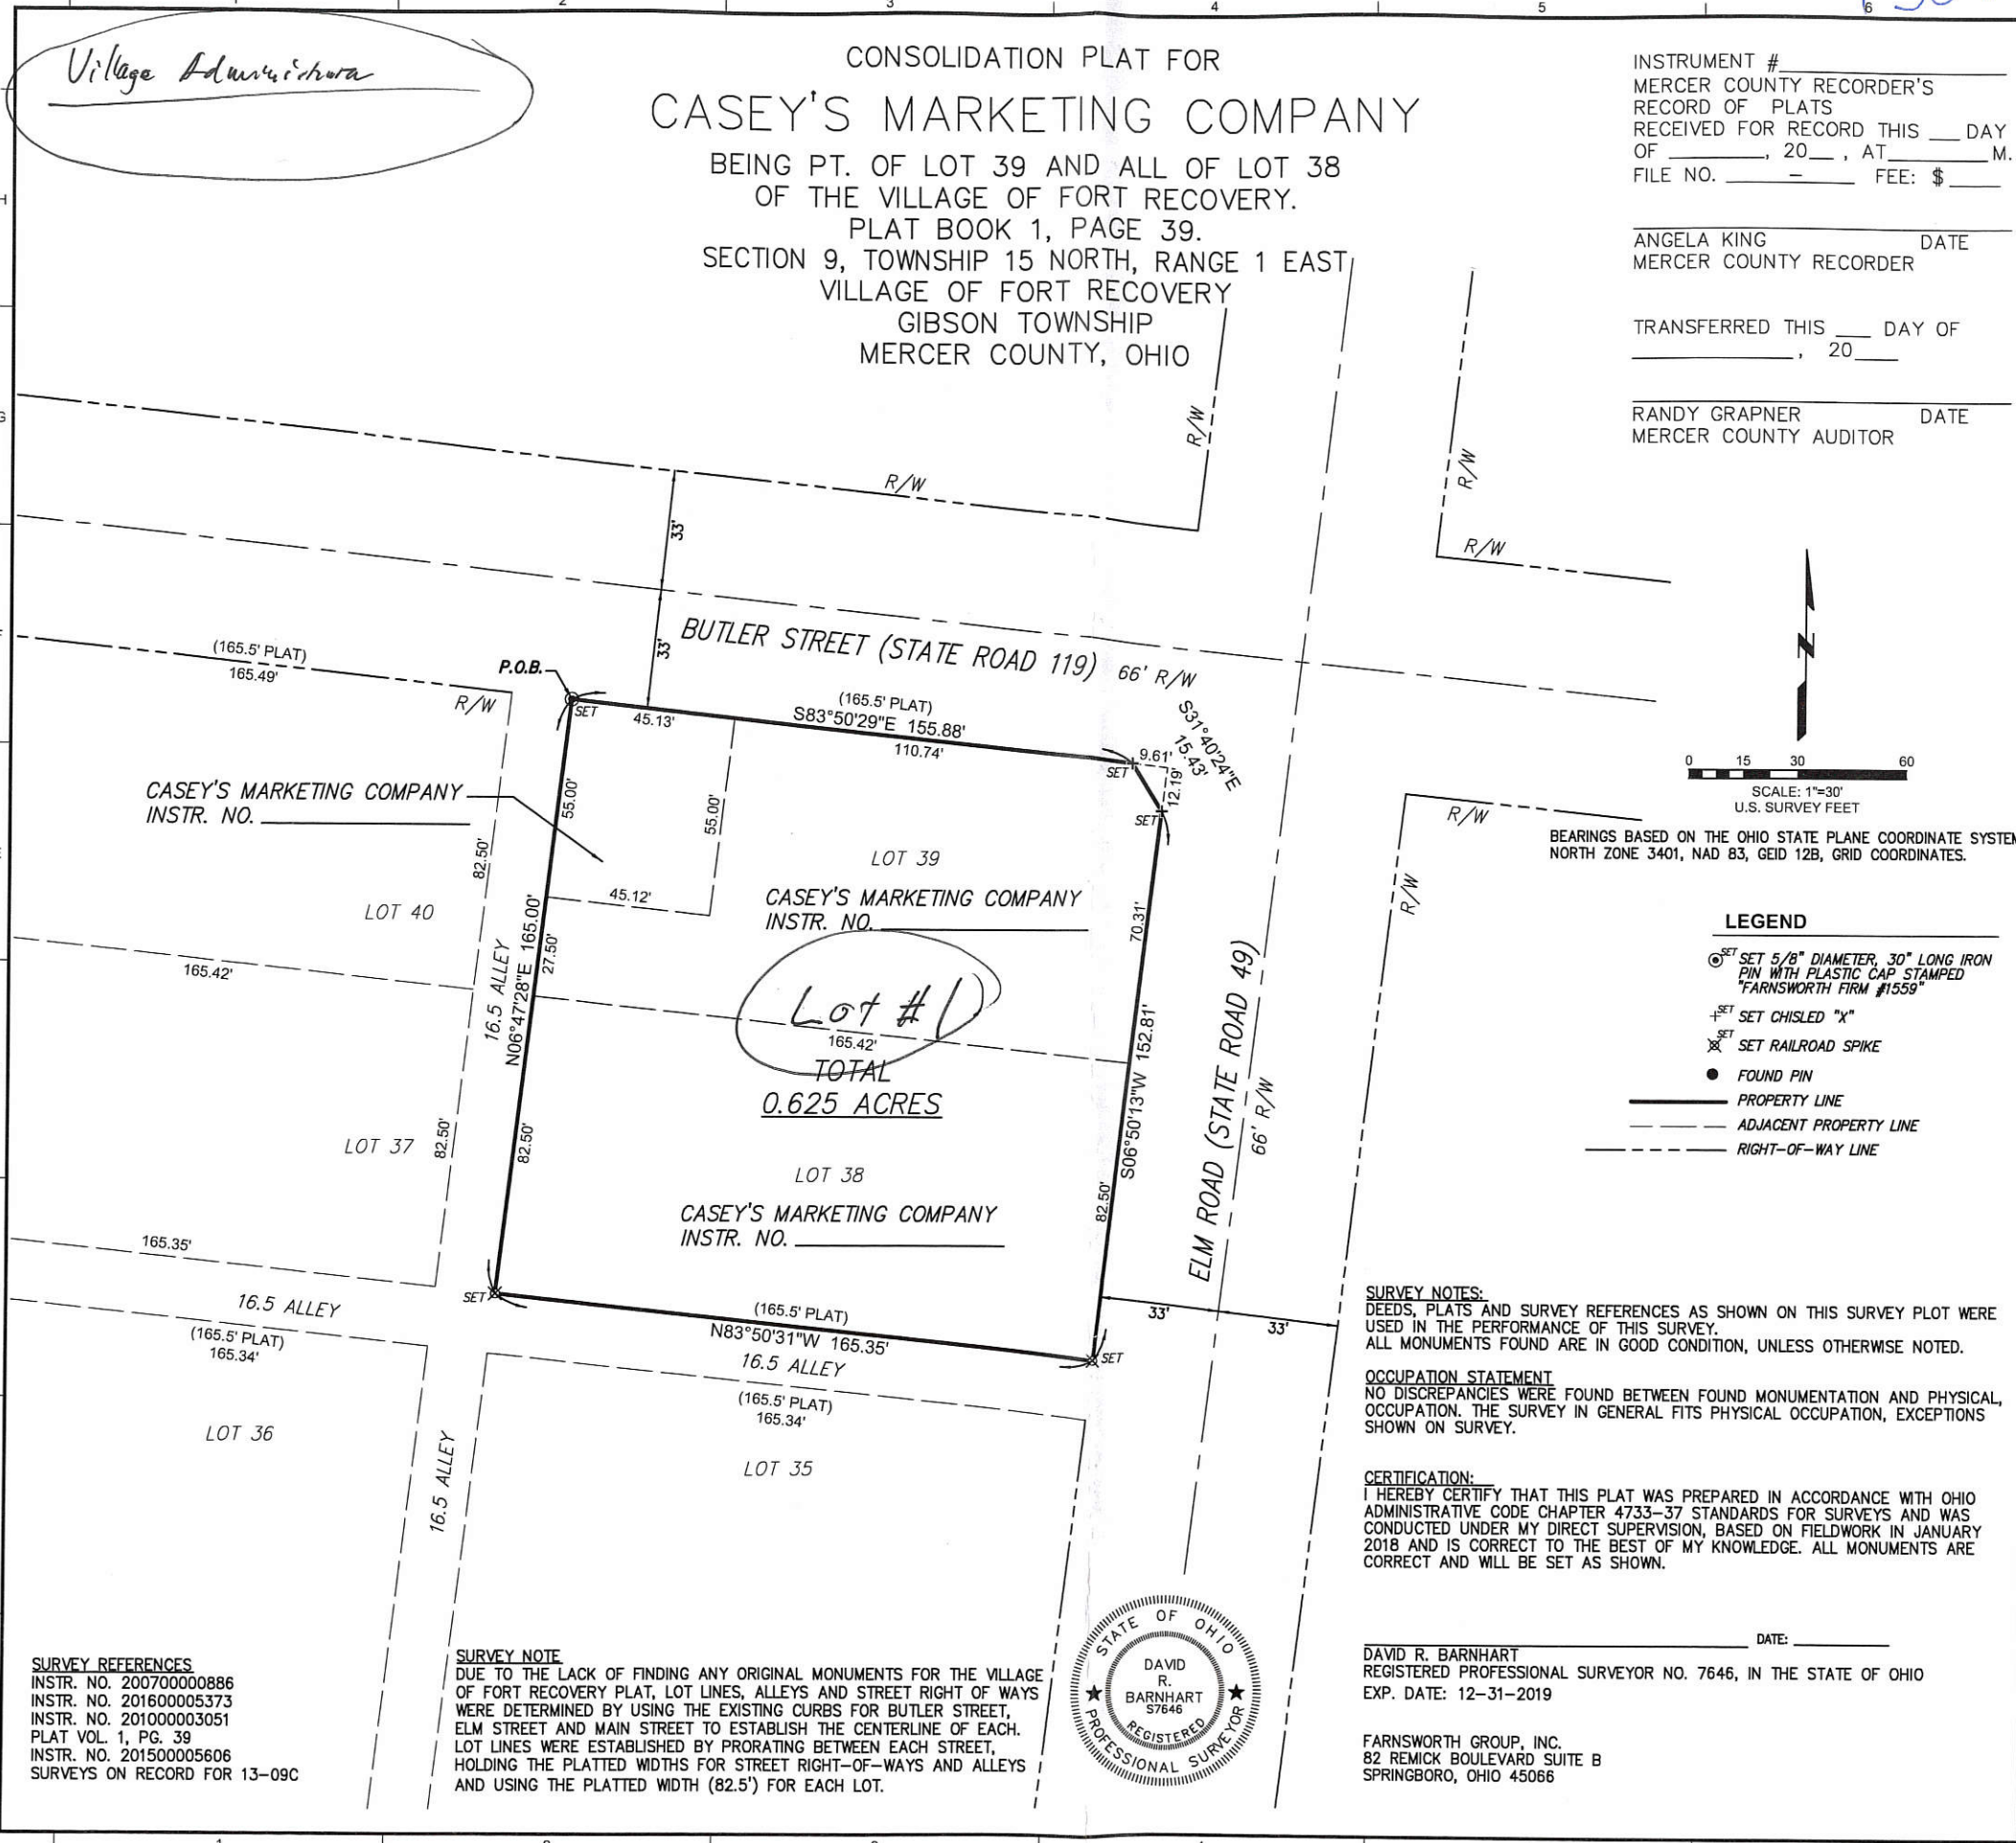 Village Administrator
CONSOLIDATION PLAT FOR
CASEY'S MARKETING COMPANY
BEING PT. OF LOT 39 AND ALL OF LOT 38
OF THE VILLAGE OF FORT RECOVERY.
PLAT BOOK 1, PAGE 39.
SECTION 9, TOWNSHIP 15 NORTH, RANGE 1 EAST
VILLAGE OF FORT RECOVERY
GIBSON TOWNSHIP
MERCER COUNTY, OHIO
INSTRUMENT #
MERCER COUNTY RECORDER'S
RECORD OF PLATS
RECEIVED FOR RECORD THIS ___ DAY
OF ______, 20__, AT ______ M.
FILE NO. ___-___ FEE: $____
ANGELA KING DATE
MERCER COUNTY RECORDER
TRANSFERRED THIS ___ DAY OF
______, 20___
RANDY GRAPNER DATE
MERCER COUNTY AUDITOR
R/W
R/W
R/W
R/W
33'
33'
BUTLER STREET (STATE ROAD 119) 66' R/W
(165.5' PLAT)
165.49'
R/W
P.O.B.
SET
45.13'
(165.5' PLAT)
S83°50'29"E 155.88'
110.74'
SET
9.61'
12.19'
S31°40'24"E
15.43'
SET
N
0 15 30 60
SCALE: 1"=30'
U.S. SURVEY FEET
BEARINGS BASED ON THE OHIO STATE PLANE COORDINATE SYSTEM
NORTH ZONE 3401, NAD 83, GEID 12B, GRID COORDINATES.
R/W
R/W
CASEY'S MARKETING COMPANY
INSTR. NO.
55.00'
55.00'
45.12'
82.50'
LOT 40
165.42'
16.5 ALLEY
N06°47'28"E 165.00'
27.50'
LOT 39
CASEY'S MARKETING COMPANY
INSTR. NO.
70.31'
Lot #1
165.42'
TOTAL
0.625 ACRES
S06°50'13"W 152.81'
ELM ROAD (STATE ROAD 49)
66' R/W
LOT 37
82.50'
82.50'
LOT 38
CASEY'S MARKETING COMPANY
INSTR. NO.
82.50'
LEGEND
SET SET 5/8" DIAMETER, 30" LONG IRON
PIN WITH PLASTIC CAP STAMPED
"FARNSWORTH FIRM #1559"
SET SET CHISLED "X"
SET SET RAILROAD SPIKE
FOUND PIN
PROPERTY LINE
ADJACENT PROPERTY LINE
RIGHT-OF-WAY LINE
165.35'
16.5 ALLEY
(165.5' PLAT)
165.34'
SET
(165.5' PLAT)
N83°50'31"W 165.35'
16.5 ALLEY
(165.5' PLAT)
165.34'
SET
33'
33'
LOT 36
16.5 ALLEY
LOT 35
SURVEY NOTES:
DEEDS, PLATS AND SURVEY REFERENCES AS SHOWN ON THIS SURVEY PLOT WERE
USED IN THE PERFORMANCE OF THIS SURVEY.
ALL MONUMENTS FOUND ARE IN GOOD CONDITION, UNLESS OTHERWISE NOTED.
OCCUPATION STATEMENT
NO DISCREPANCIES WERE FOUND BETWEEN FOUND MONUMENTATION AND PHYSICAL,
OCCUPATION. THE SURVEY IN GENERAL FITS PHYSICAL OCCUPATION, EXCEPTIONS
SHOWN ON SURVEY.
CERTIFICATION:
I HEREBY CERTIFY THAT THIS PLAT WAS PREPARED IN ACCORDANCE WITH OHIO
ADMINISTRATIVE CODE CHAPTER 4733-37 STANDARDS FOR SURVEYS AND WAS
CONDUCTED UNDER MY DIRECT SUPERVISION, BASED ON FIELDWORK IN JANUARY
2018 AND IS CORRECT TO THE BEST OF MY KNOWLEDGE. ALL MONUMENTS ARE
CORRECT AND WILL BE SET AS SHOWN.
DATE:
DAVID R. BARNHART
REGISTERED PROFESSIONAL SURVEYOR NO. 7646, IN THE STATE OF OHIO
EXP. DATE: 12-31-2019
FARNSWORTH GROUP, INC.
82 REMICK BOULEVARD SUITE B
SPRINGBORO, OHIO 45066
STATE OF OHIO
DAVID
R.
BARNHART
S7646
REGISTERED
PROFESSIONAL SURVEYOR
SURVEY REFERENCES
INSTR. NO. 200700000886
INSTR. NO. 201600005373
INSTR. NO. 201000003051
PLAT VOL. 1, PG. 39
INSTR. NO. 201500005606
SURVEYS ON RECORD FOR 13-09C
SURVEY NOTE
DUE TO THE LACK OF FINDING ANY ORIGINAL MONUMENTS FOR THE VILLAGE
OF FORT RECOVERY PLAT, LOT LINES, ALLEYS AND STREET RIGHT OF WAYS
WERE DETERMINED BY USING THE EXISTING CURBS FOR BUTLER STREET,
ELM STREET AND MAIN STREET TO ESTABLISH THE CENTERLINE OF EACH.
LOT LINES WERE ESTABLISHED BY PRORATING BETWEEN EACH STREET,
HOLDING THE PLATTED WIDTHS FOR STREET RIGHT-OF-WAYS AND ALLEYS
AND USING THE PLATTED WIDTH (82.5') FOR EACH LOT.